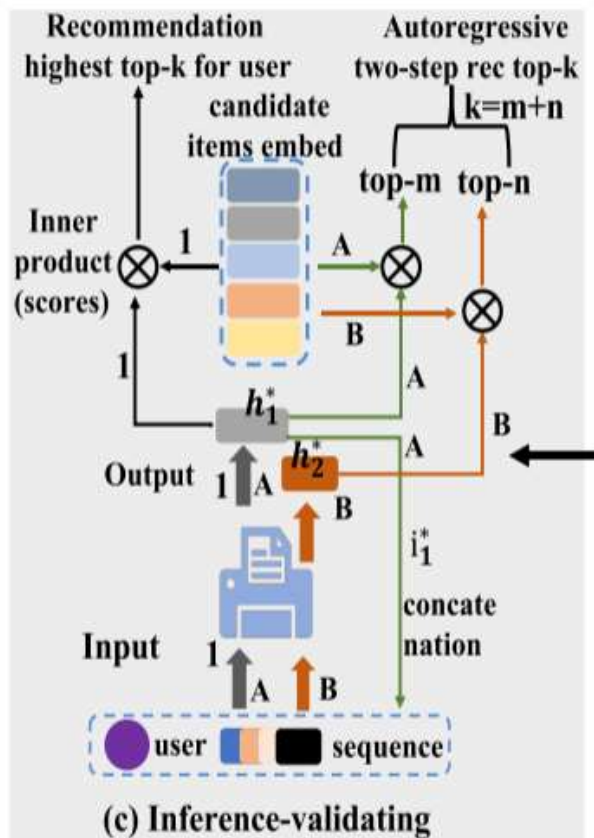 Recommendation
highest top-k for user
Autoregressive
two-step rec top-k
k=m+n
candidate
items embed
top-m top-n
Inner
product
(scores)
1
A
B
1
A
B
h₁*
A
h₂*
Output
1
A
B
i₁*
concate
nation
Input
1
A
B
user
sequence
(c) Inference-validating